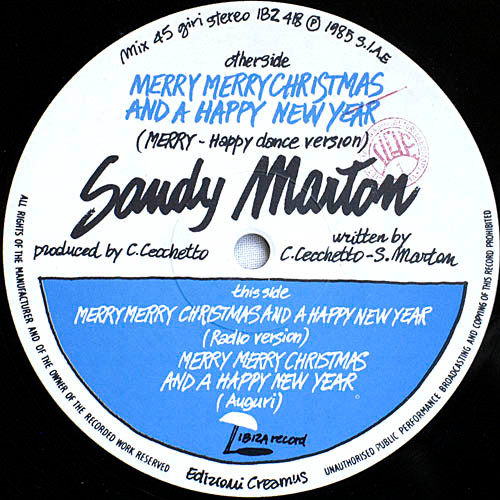 mix 45 giri stereo IBZ 41B Ⓟ 1985 S.I.A.E
otherside
MERRY MERRY CHRISTMAS
AND A HAPPY NEW YEAR
(MERRY - Happy dance version)
Sandy Marton
produced by C. Cecchetto
written by
C. Cecchetto - S. Marton
this side
MERRY MERRY CHRISTMAS AND A HAPPY NEW YEAR
(Radio version)
MERRY MERRY CHRISTMAS
AND A HAPPY NEW YEAR
(Auguri)
IBIZA record
Edizioni Creamus
ALL RIGHTS OF THE MANUFACTURER AND OF THE OWNER OF THE RECORDED WORK RESERVED
UNAUTHORISED PUBLIC PERFORMANCE BROADCASTING AND COPYING OF THIS RECORD PROHIBITED